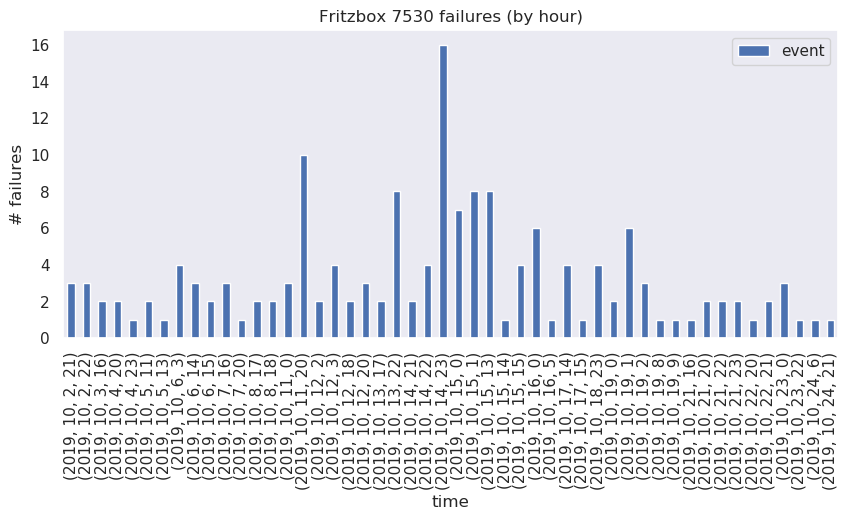 Fritzbox 7530 failures (by hour)
event
# failures
16
14
12
10
8
6
4
2
0
(2019, 10, 2, 21)
(2019, 10, 2, 22)
(2019, 10, 3, 16)
(2019, 10, 4, 20)
(2019, 10, 4, 23)
(2019, 10, 5, 11)
(2019, 10, 5, 13)
(2019, 10, 6, 3)
(2019, 10, 6, 14)
(2019, 10, 6, 15)
(2019, 10, 7, 16)
(2019, 10, 7, 20)
(2019, 10, 8, 17)
(2019, 10, 8, 18)
(2019, 10, 11, 0)
(2019, 10, 11, 20)
(2019, 10, 12, 2)
(2019, 10, 12, 3)
(2019, 10, 12, 18)
(2019, 10, 12, 20)
(2019, 10, 13, 17)
(2019, 10, 13, 22)
(2019, 10, 14, 21)
(2019, 10, 14, 22)
(2019, 10, 14, 23)
(2019, 10, 15, 0)
(2019, 10, 15, 1)
(2019, 10, 15, 13)
(2019, 10, 15, 14)
(2019, 10, 15, 15)
(2019, 10, 16, 0)
(2019, 10, 16, 5)
(2019, 10, 17, 14)
(2019, 10, 17, 15)
(2019, 10, 18, 23)
(2019, 10, 19, 0)
(2019, 10, 19, 1)
(2019, 10, 19, 2)
(2019, 10, 19, 8)
(2019, 10, 19, 9)
(2019, 10, 21, 16)
(2019, 10, 21, 20)
(2019, 10, 21, 22)
(2019, 10, 21, 23)
(2019, 10, 22, 20)
(2019, 10, 22, 21)
(2019, 10, 23, 0)
(2019, 10, 23, 22)
(2019, 10, 24, 6)
(2019, 10, 24, 21)
time